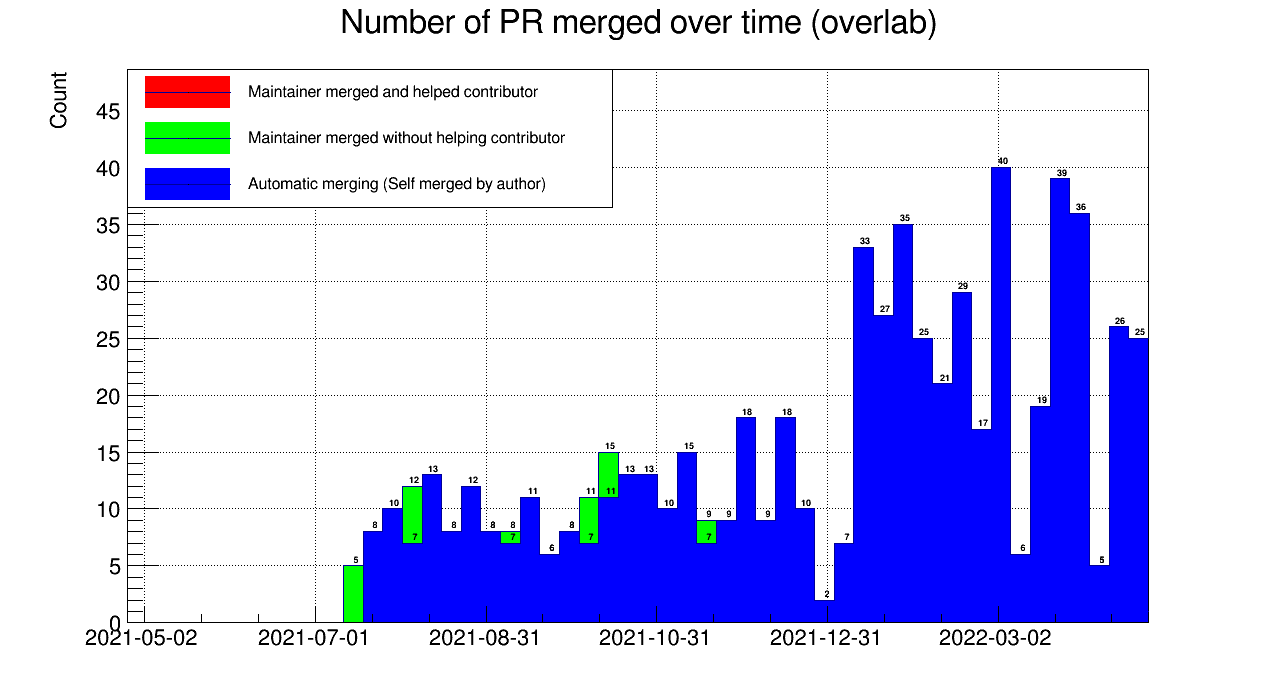 Number of PR merged over time (overlab)
Count
Maintainer merged and helped contributor
Maintainer merged without helping contributor
Automatic merging (Self merged by author)
45
40
35
30
25
20
15
10
5
0
5 8 10 12 7 13 8 12 8 8 7 11 6 8 11 7 15 11 13 13 10 15 9 7 9 18 9 18 10 2 7 33 27 35 25 21 29 17 40 6 19 39 36 5 26 25
2021-05-02 2021-07-01 2021-08-31 2021-10-31 2021-12-31 2022-03-02